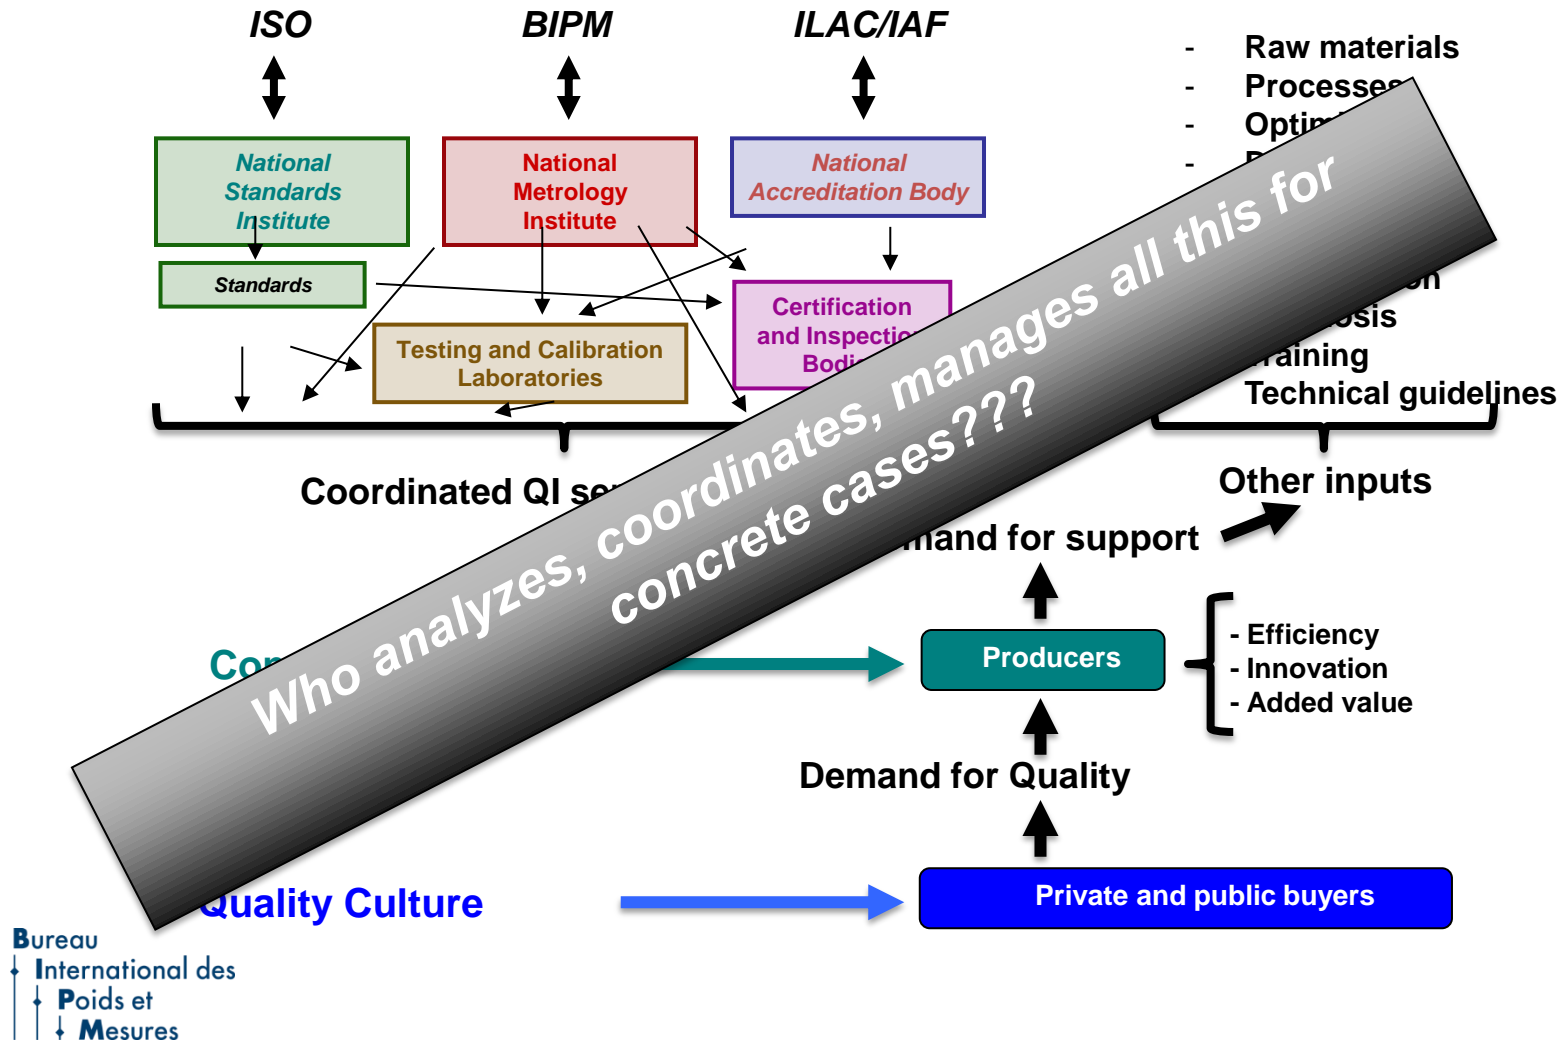 ISO
BIPM
ILAC/IAF
- Raw materials
- Processes
-
-
National
Standards
Institute
National
Metrology
Institute
National
Accreditation Body
Standards
Testing and Calibration
Laboratories
Certification
and Inspection
Bodies
Training
Technical guidelines
Coordinated QI
Other inputs
for support
Who analyzes, coordinates, manages all this for
concrete cases???
Producers
- Efficiency
- Innovation
- Added value
Demand for Quality
Quality Culture
Private and public buyers
Bureau
International des
Poids et
Mesures